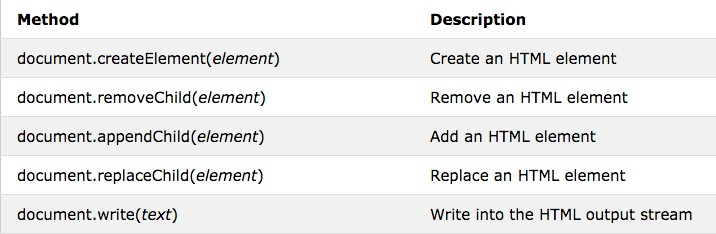 Method Description
document.createElement(element) Create an HTML element
document.removeChild(element) Remove an HTML element
document.appendChild(element) Add an HTML element
document.replaceChild(element) Replace an HTML element
document.write(text) Write into the HTML output stream